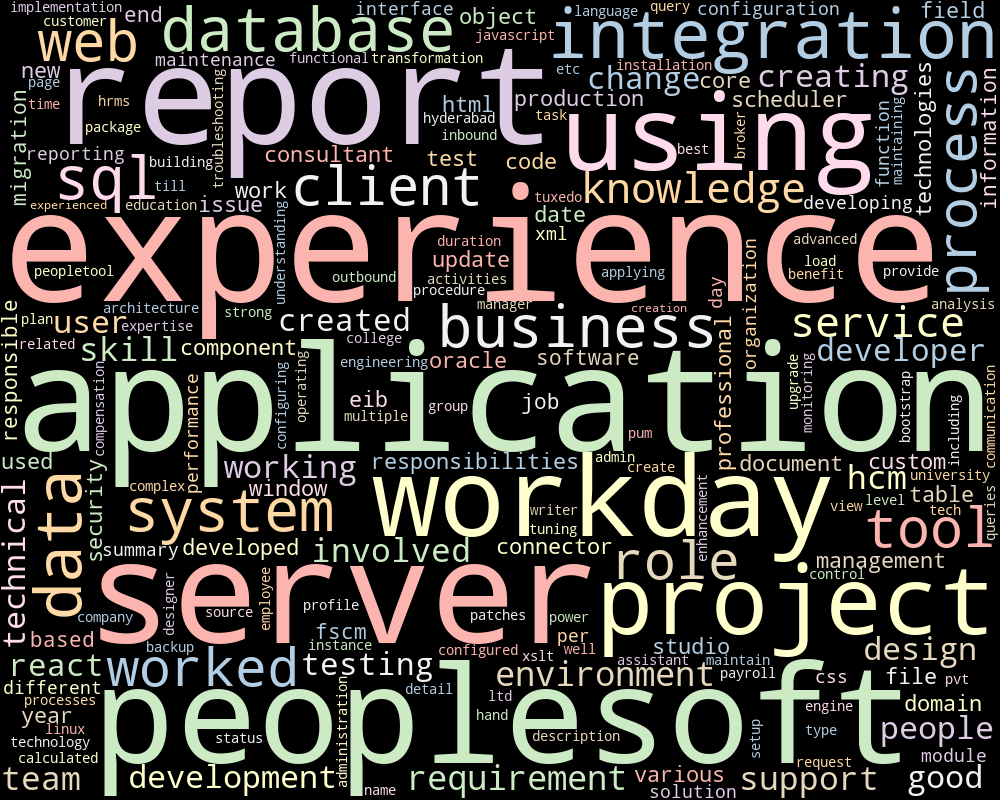 implementation
customer
end
web
database
interface
object
language
query
configuration
field
javascript
integration
maintenance
functional
transformation
new
report
etc
installation
change
core
creating
page
time
hrms
package
html
production
scheduler
hyderabad
inbound
task
using
best
broker
function
maintaining
technologies
process
information
migration
reporting
building
troubleshooting
consultant
test
code
sql
till
work
client
knowledge
developing
experienced
education
issue
tuxedo
date
xml
experience
duration
update
advanced
load
benefit
provide
peopletool
understanding
outbound
activities
procedure
applying
day
organization
manager
creation
analysis
architecture
strong
responsible
plan
user
expertise
created
college
business
service
related
skill
component
engineering
oracle
software
developer
application
compensation
performance
configuring
operating
eib
multiple
group
job
pum
professional
upgrade
monitoring
bootstrap
including
communication
used
working
responsibilities
admin
create
document
custom
security
data
complex
window
workday
hcm
university
system
writer
tuning
enhancement
view
level
table
tech
queries
technical
summary
developed
involved
connector
role
tool
management
control
server
designer
employee
source
profile
patches
power
project
company
based
fscm
instance
configured
per
well
studio
design
backup
xslt
react
worked
testing
environment
assistant
maintain
payroll
css
file
pvt
different
processes
year
linux
administration
detail
ltd
hand
peoplesoft
engine
domain
technology
calculated
status
description
setup
type
people
request
module
team
development
name
requirement
various
solution
support
good